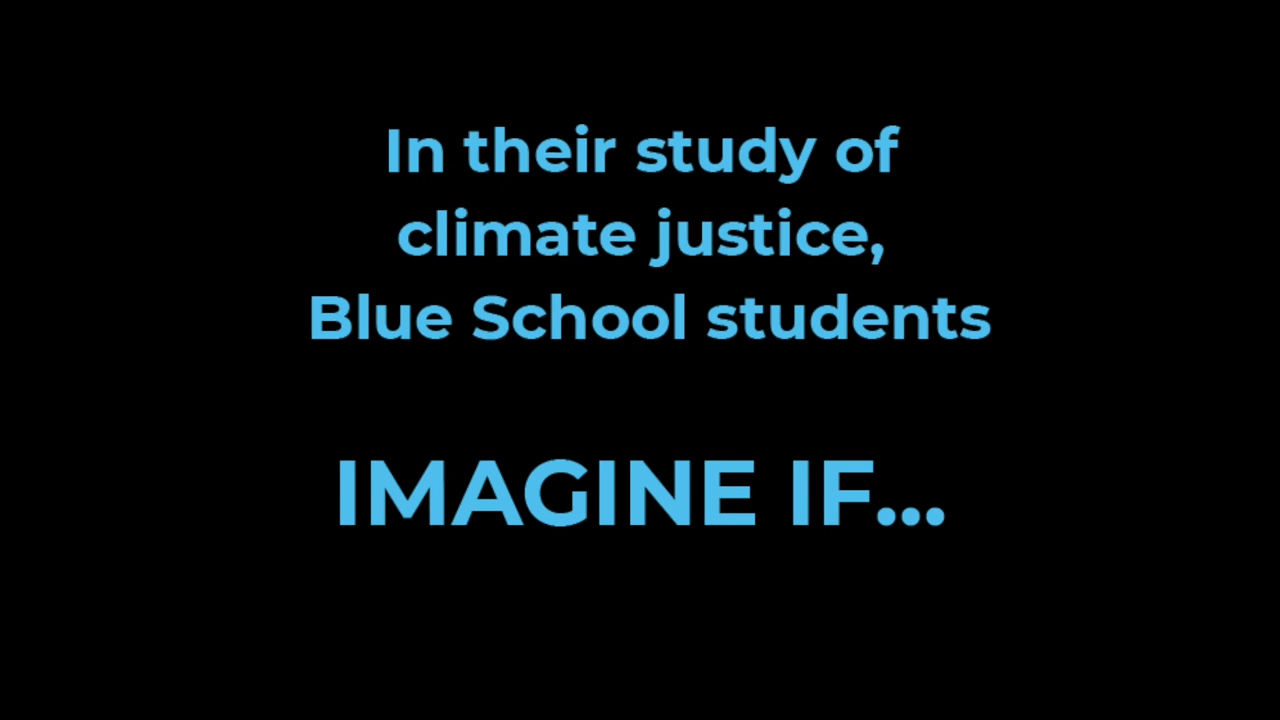 In their study of
climate justice,
Blue School students
IMAGINE IF...